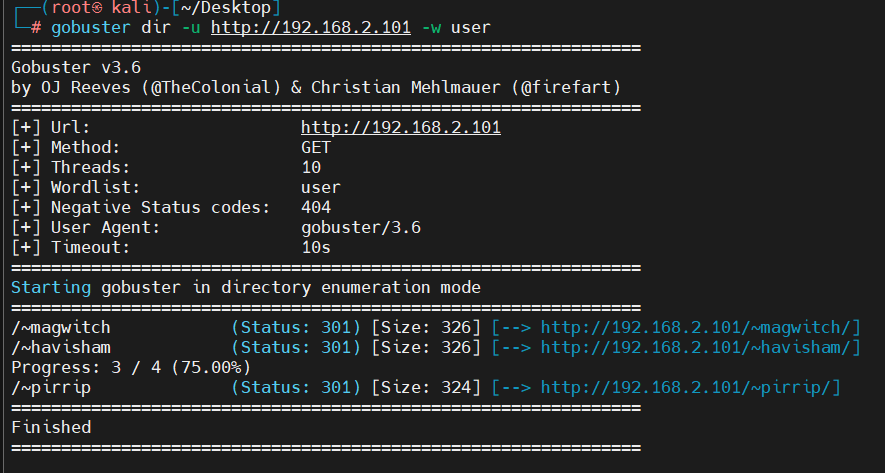 ┌──(root㉿kali)-[~/Desktop]
└─# gobuster dir -u http://192.168.2.101 -w user
===============================================================
Gobuster v3.6
by OJ Reeves (@TheColonial) & Christian Mehlmauer (@firefart)
===============================================================
[+] Url:                     http://192.168.2.101
[+] Method:                  GET
[+] Threads:                 10
[+] Wordlist:                user
[+] Negative Status codes:   404
[+] User Agent:              gobuster/3.6
[+] Timeout:                 10s
===============================================================
Starting gobuster in directory enumeration mode
===============================================================
/~magwitch            (Status: 301) [Size: 326] [--> http://192.168.2.101/~magwitch/]
/~havisham            (Status: 301) [Size: 326] [--> http://192.168.2.101/~havisham/]
Progress: 3 / 4 (75.00%)
/~pirrip              (Status: 301) [Size: 324] [--> http://192.168.2.101/~pirrip/]
===============================================================
Finished
===============================================================